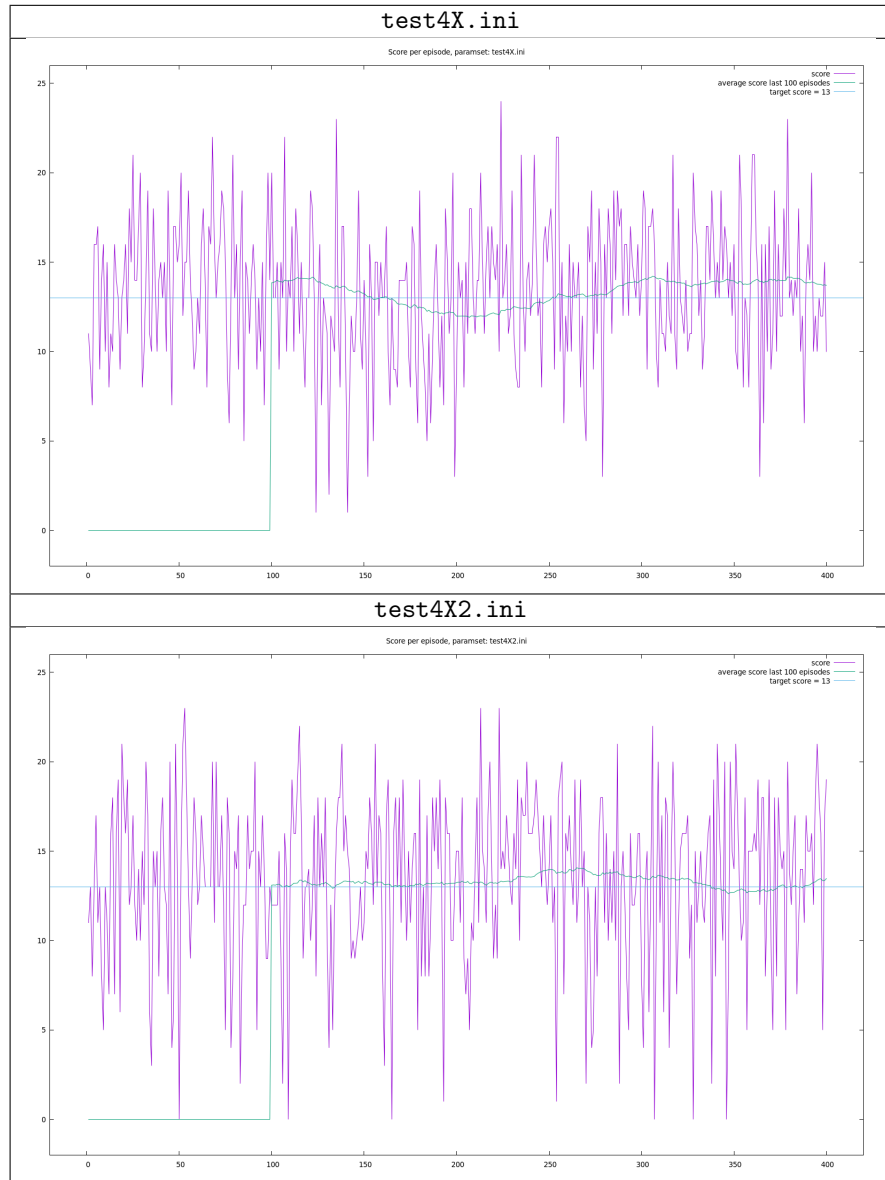 test4X.ini
Score per episode, paramset: test4X.ini
score
average score last 100 episodes
target score = 13
25
20
15
10
5
0
0 50 100 150 200 250 300 350 400
test4X2.ini
Score per episode, paramset: test4X2.ini
score
average score last 100 episodes
target score = 13
25
20
15
10
5
0
0 50 100 150 200 250 300 350 400